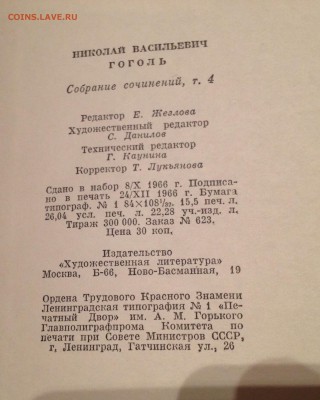 COINS.LAVE.RU
НИКОЛАЙ ВАСИЛЬЕВИЧ
ГОГОЛЬ
Собрание сочинений, т. 4
Редактор Е. Жезлова
Художественный редактор
С. Данилов
Технический редактор
Г. Каунина
Корректор Т. Лукьянова
Сдано в набор 8/X 1966 г. Подписа-
но в печать 24/XII 1966 г. Бумага
типограф. № 1 84×108¹/₃₂. 15,5 печ. л.
26,04 усл. печ. л. 22,28 уч.-изд. л.
Тираж 300 000. Заказ № 623.
Цена 30 коп.
Издательство
«Художественная литература»
Москва, Б-66, Ново-Басманная, 19
Ордена Трудового Красного Знамени
Ленинградская типография № 1 «Пе-
чатный Двор» им. А. М. Горького
Главполиграфпрома Комитета по
печати при Совете Министров СССР,
г. Ленинград, Гатчинская ул., 26